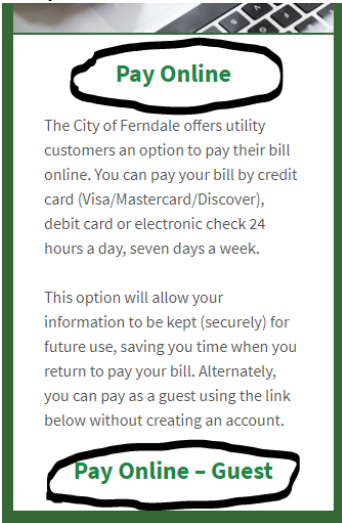 Pay Online
The City of Ferndale offers utility
customers an option to pay their bill
online. You can pay your bill by credit
card (Visa/Mastercard/Discover),
debit card or electronic check 24
hours a day, seven days a week.
This option will allow your
information to be kept (securely) for
future use, saving you time when you
return to pay your bill. Alternately,
you can pay as a guest using the link
below without creating an account.
Pay Online – Guest